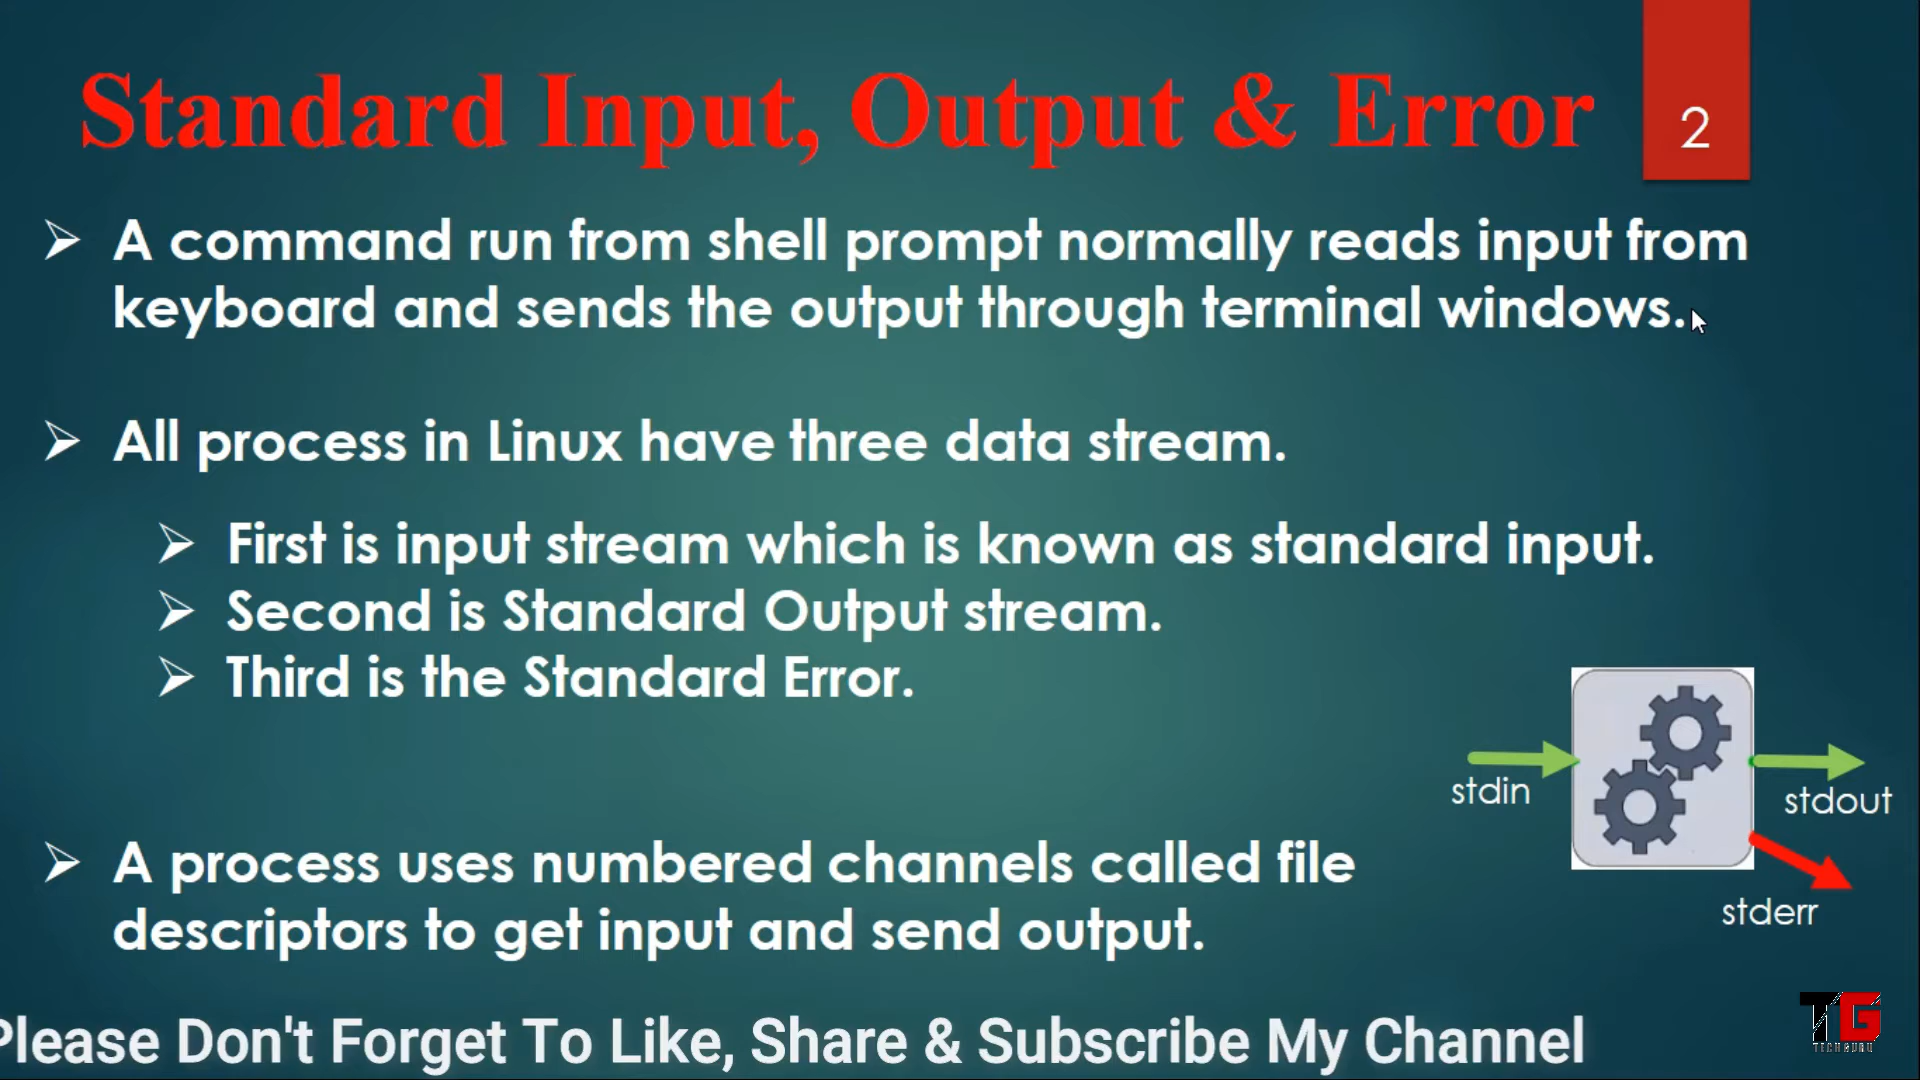 Standard Input, Output & Error
2
➢ A command run from shell prompt normally reads input from
keyboard and sends the output through terminal windows.
➢ All process in Linux have three data stream.
➢ First is input stream which is known as standard input.
➢ Second is Standard Output stream.
➢ Third is the Standard Error.
stdin
stdout
stderr
➢ A process uses numbered channels called file
descriptors to get input and send output.
Please Don't Forget To Like, Share & Subscribe My Channel
TG
TECH GURU